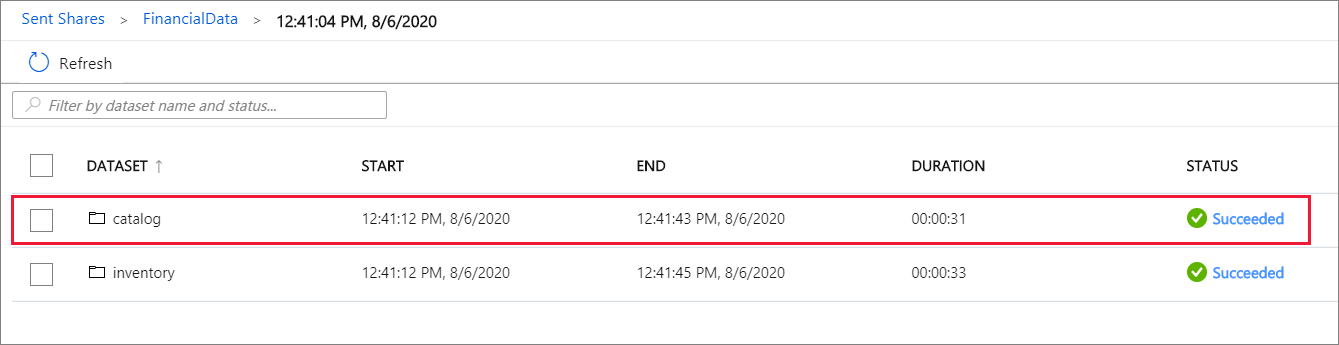 Sent Shares > FinancialData > 12:41:04 PM, 8/6/2020
Refresh
Filter by dataset name and status...
DATASET ↑ START END DURATION STATUS
catalog 12:41:12 PM, 8/6/2020 12:41:43 PM, 8/6/2020 00:00:31 Succeeded
inventory 12:41:12 PM, 8/6/2020 12:41:45 PM, 8/6/2020 00:00:33 Succeeded